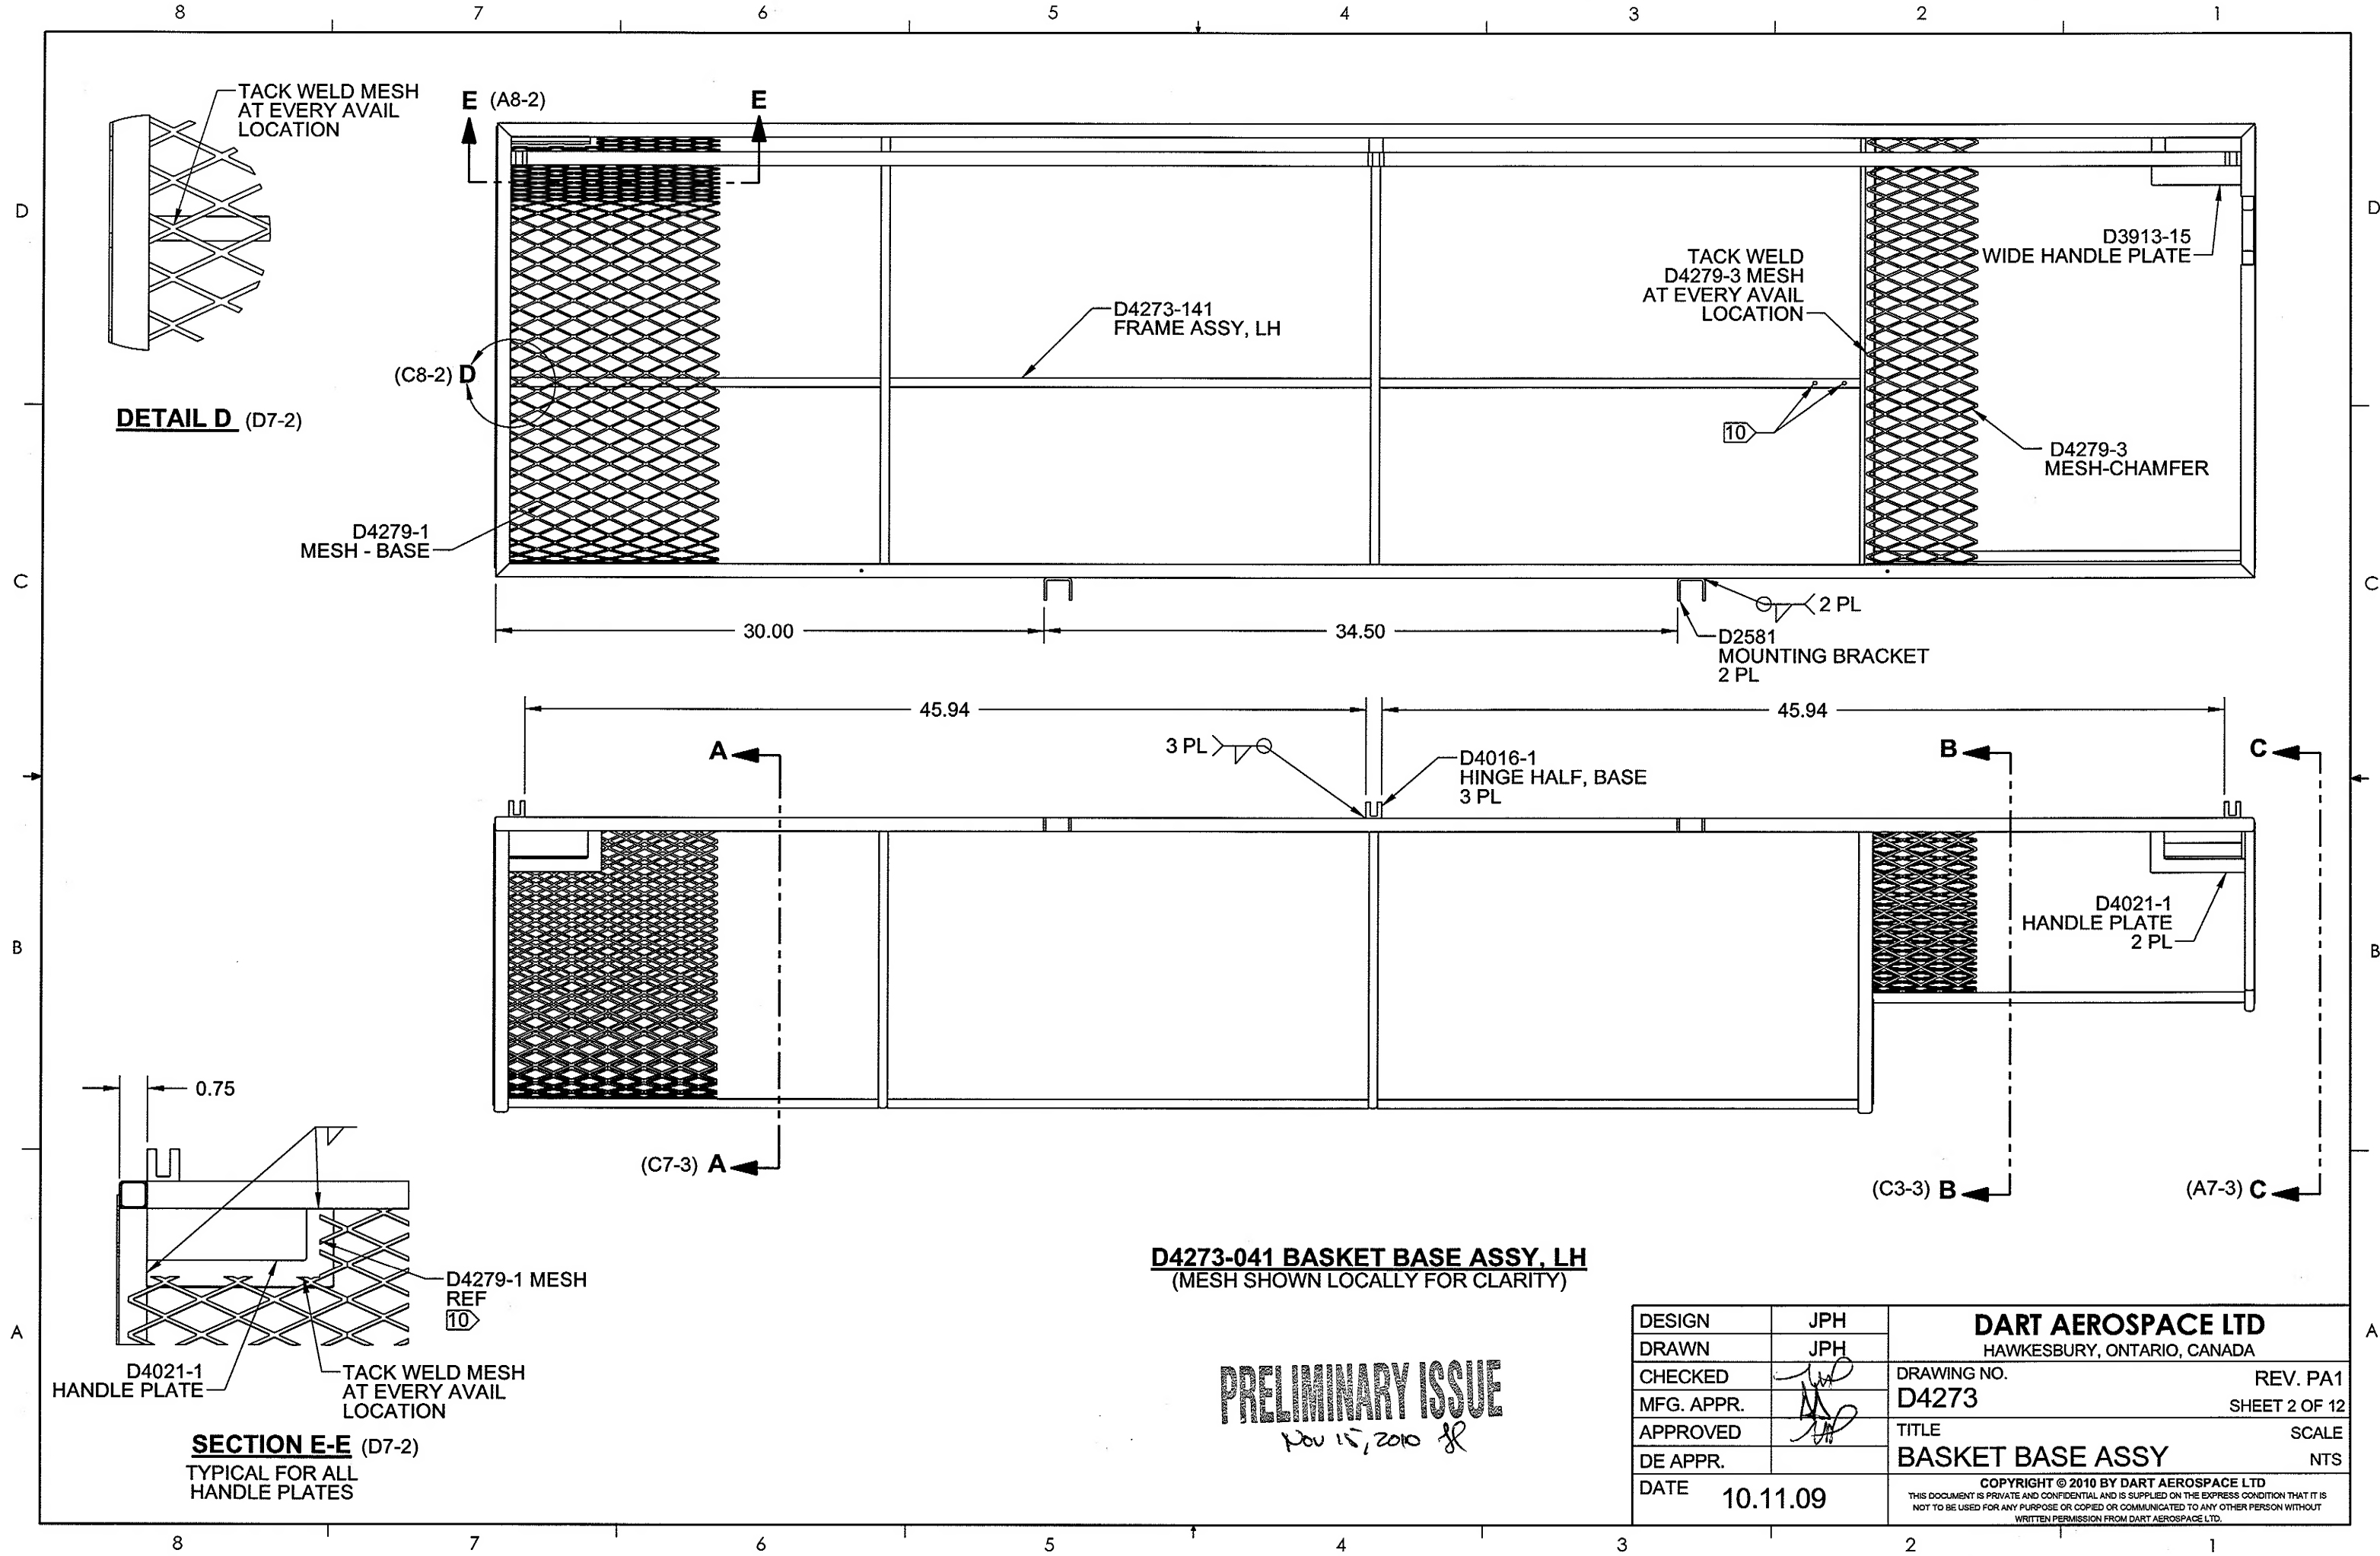 8 7 6 5 4 3 2 1
D
C
B
A
D
C
B
A
TACK WELD MESH
AT EVERY AVAIL
LOCATION
DETAIL D (D7-2)
E (A8-2) E
(C8-2) D
D4279-1
MESH - BASE
D4273-141
FRAME ASSY, LH
TACK WELD
D4279-3 MESH
AT EVERY AVAIL
LOCATION
D3913-15
WIDE HANDLE PLATE
10
D4279-3
MESH-CHAMFER
30.00
34.50
2 PL
D2581
MOUNTING BRACKET
2 PL
45.94
45.94
A
3 PL
D4016-1
HINGE HALF, BASE
3 PL
B
C
D4021-1
HANDLE PLATE
2 PL
(C7-3) A
(C3-3) B
(A7-3) C
0.75
D4279-1 MESH
REF
10
D4021-1
HANDLE PLATE
TACK WELD MESH
AT EVERY AVAIL
LOCATION
SECTION E-E (D7-2)
TYPICAL FOR ALL
HANDLE PLATES
D4273-041 BASKET BASE ASSY, LH
(MESH SHOWN LOCALLY FOR CLARITY)
PRELIMINARY ISSUE
Nov 15, 2010
DESIGN JPH
DRAWN JPH
CHECKED
MFG. APPR.
APPROVED
DE APPR.
DATE 10.11.09
DART AEROSPACE LTD
HAWKESBURY, ONTARIO, CANADA
DRAWING NO. REV. PA1
D4273 SHEET 2 OF 12
TITLE SCALE
BASKET BASE ASSY NTS
COPYRIGHT © 2010 BY DART AEROSPACE LTD
THIS DOCUMENT IS PRIVATE AND CONFIDENTIAL AND IS SUPPLIED ON THE EXPRESS CONDITION THAT IT IS
NOT TO BE USED FOR ANY PURPOSE OR COPIED OR COMMUNICATED TO ANY OTHER PERSON WITHOUT
WRITTEN PERMISSION FROM DART AEROSPACE LTD.
8 7 6 5 4 3 2 1